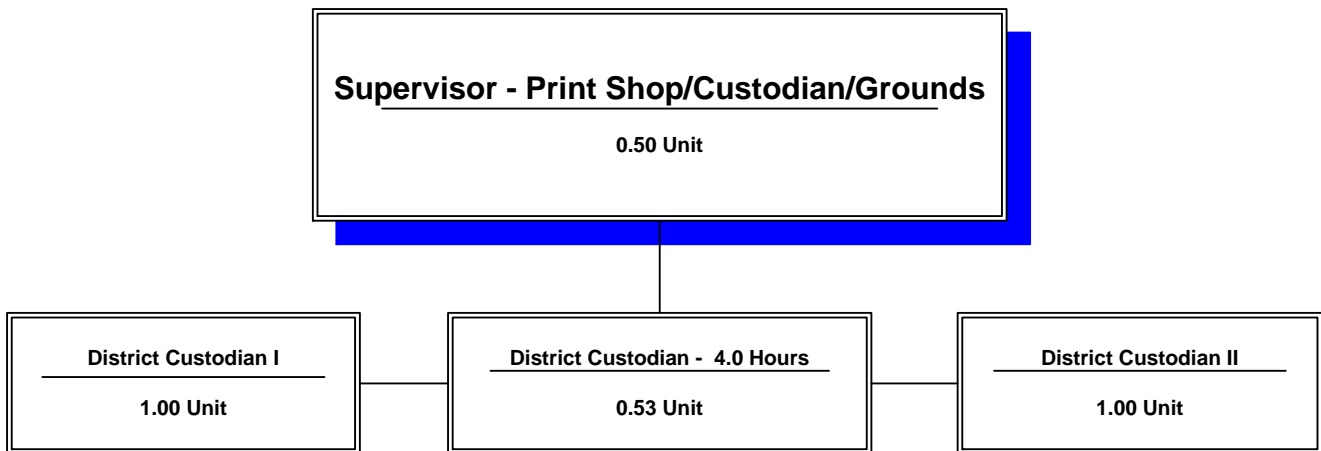 Supervisor - Print Shop/Custodian/Grounds
0.50 Unit
District Custodian I
1.00 Unit
District Custodian - 4.0 Hours
0.53 Unit
District Custodian II
1.00 Unit